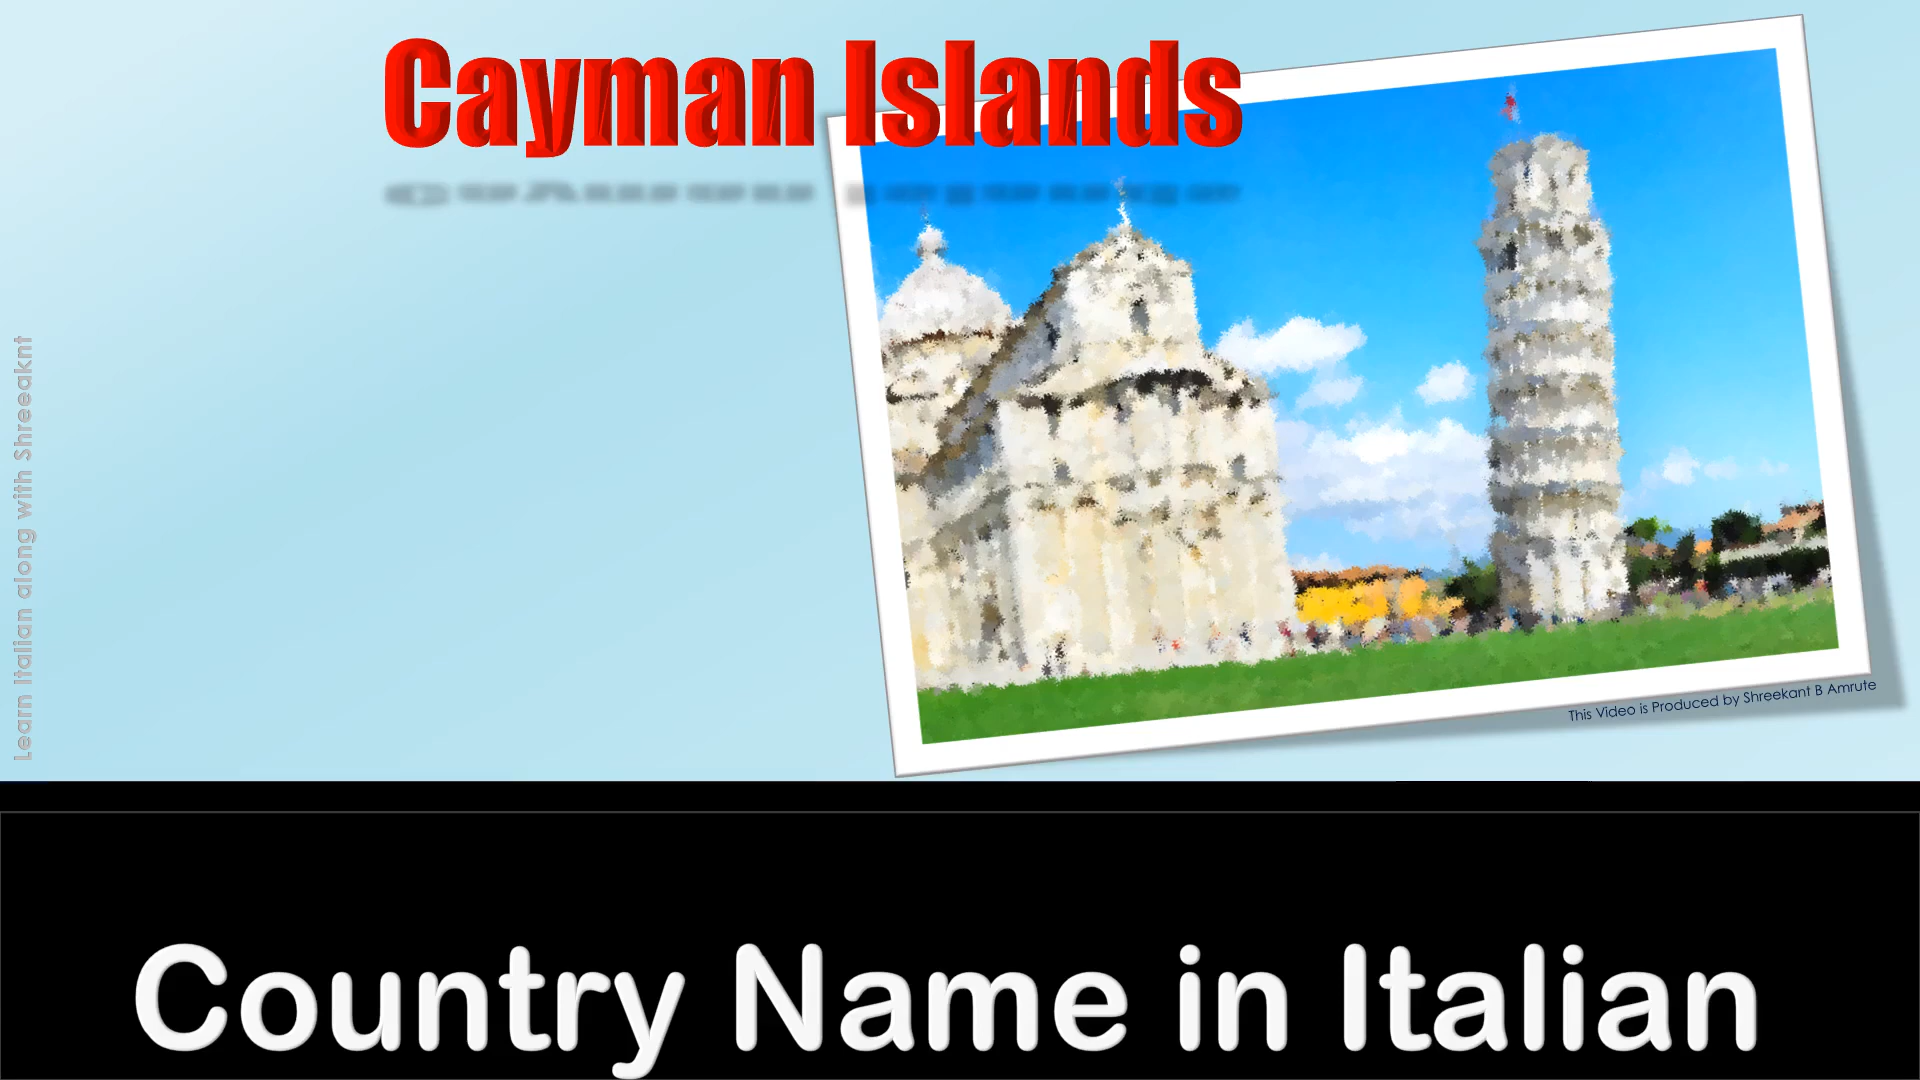 Cayman Islands
Learn Italian along with Shreeaknt
This Video is Produced by Shreekant B Amrute
Country Name in Italian